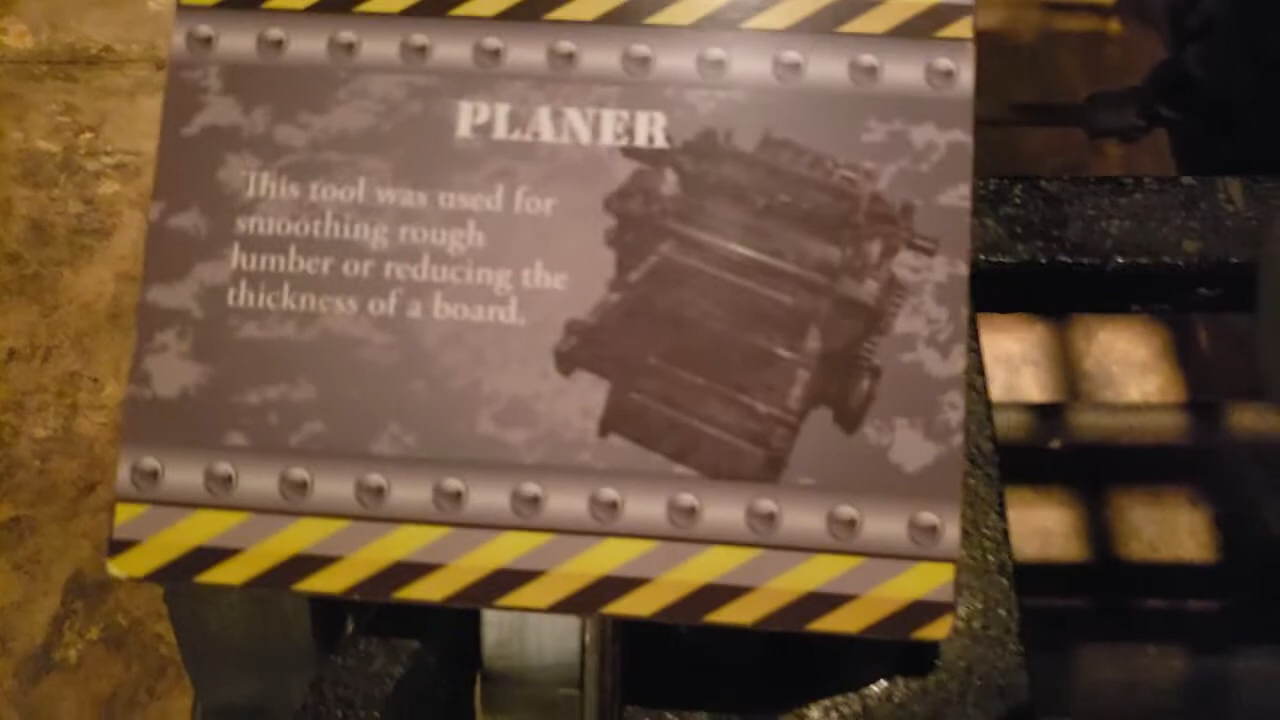 PLANER
This tool was used for
smoothing rough
lumber or reducing the
thickness of a board.